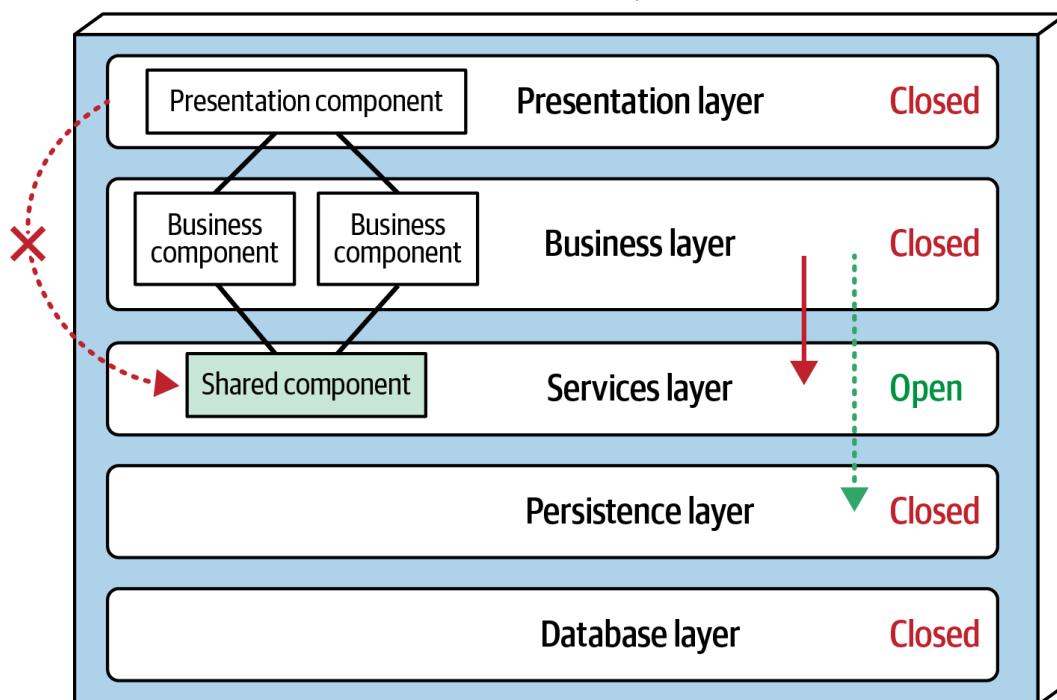 Presentation component
Presentation layer
Closed
Business
component
Business
component
Business layer
Closed
Shared component
Services layer
Open
Persistence layer
Closed
Database layer
Closed